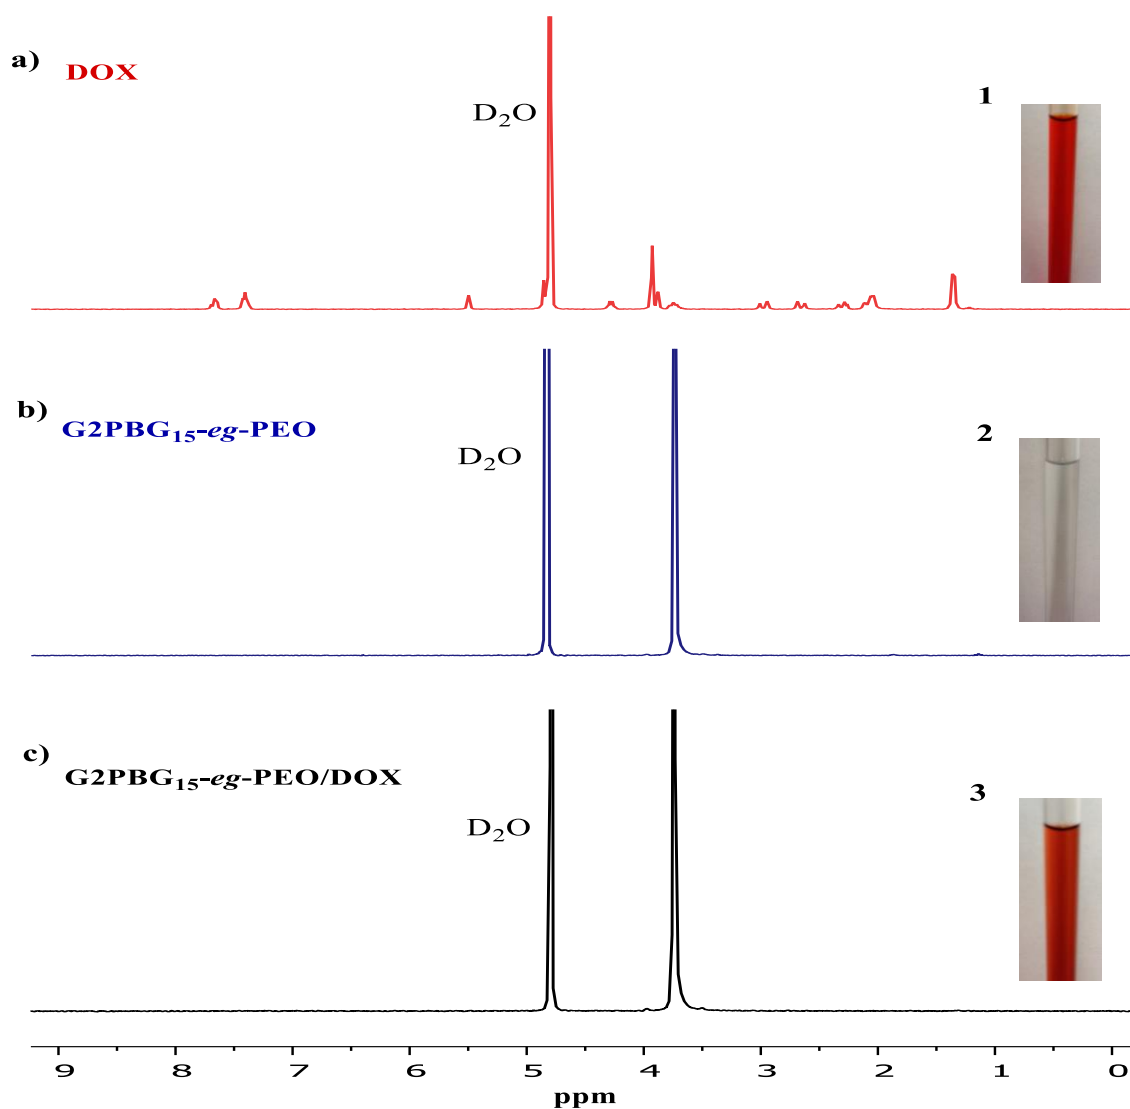 a)
DOX
D₂O
1
b)
G2PBG₁₅-eg-PEO
D₂O
2
c)
G2PBG₁₅-eg-PEO/DOX
D₂O
3
9 8 7 6 5 4 3 2 1 0
ppm